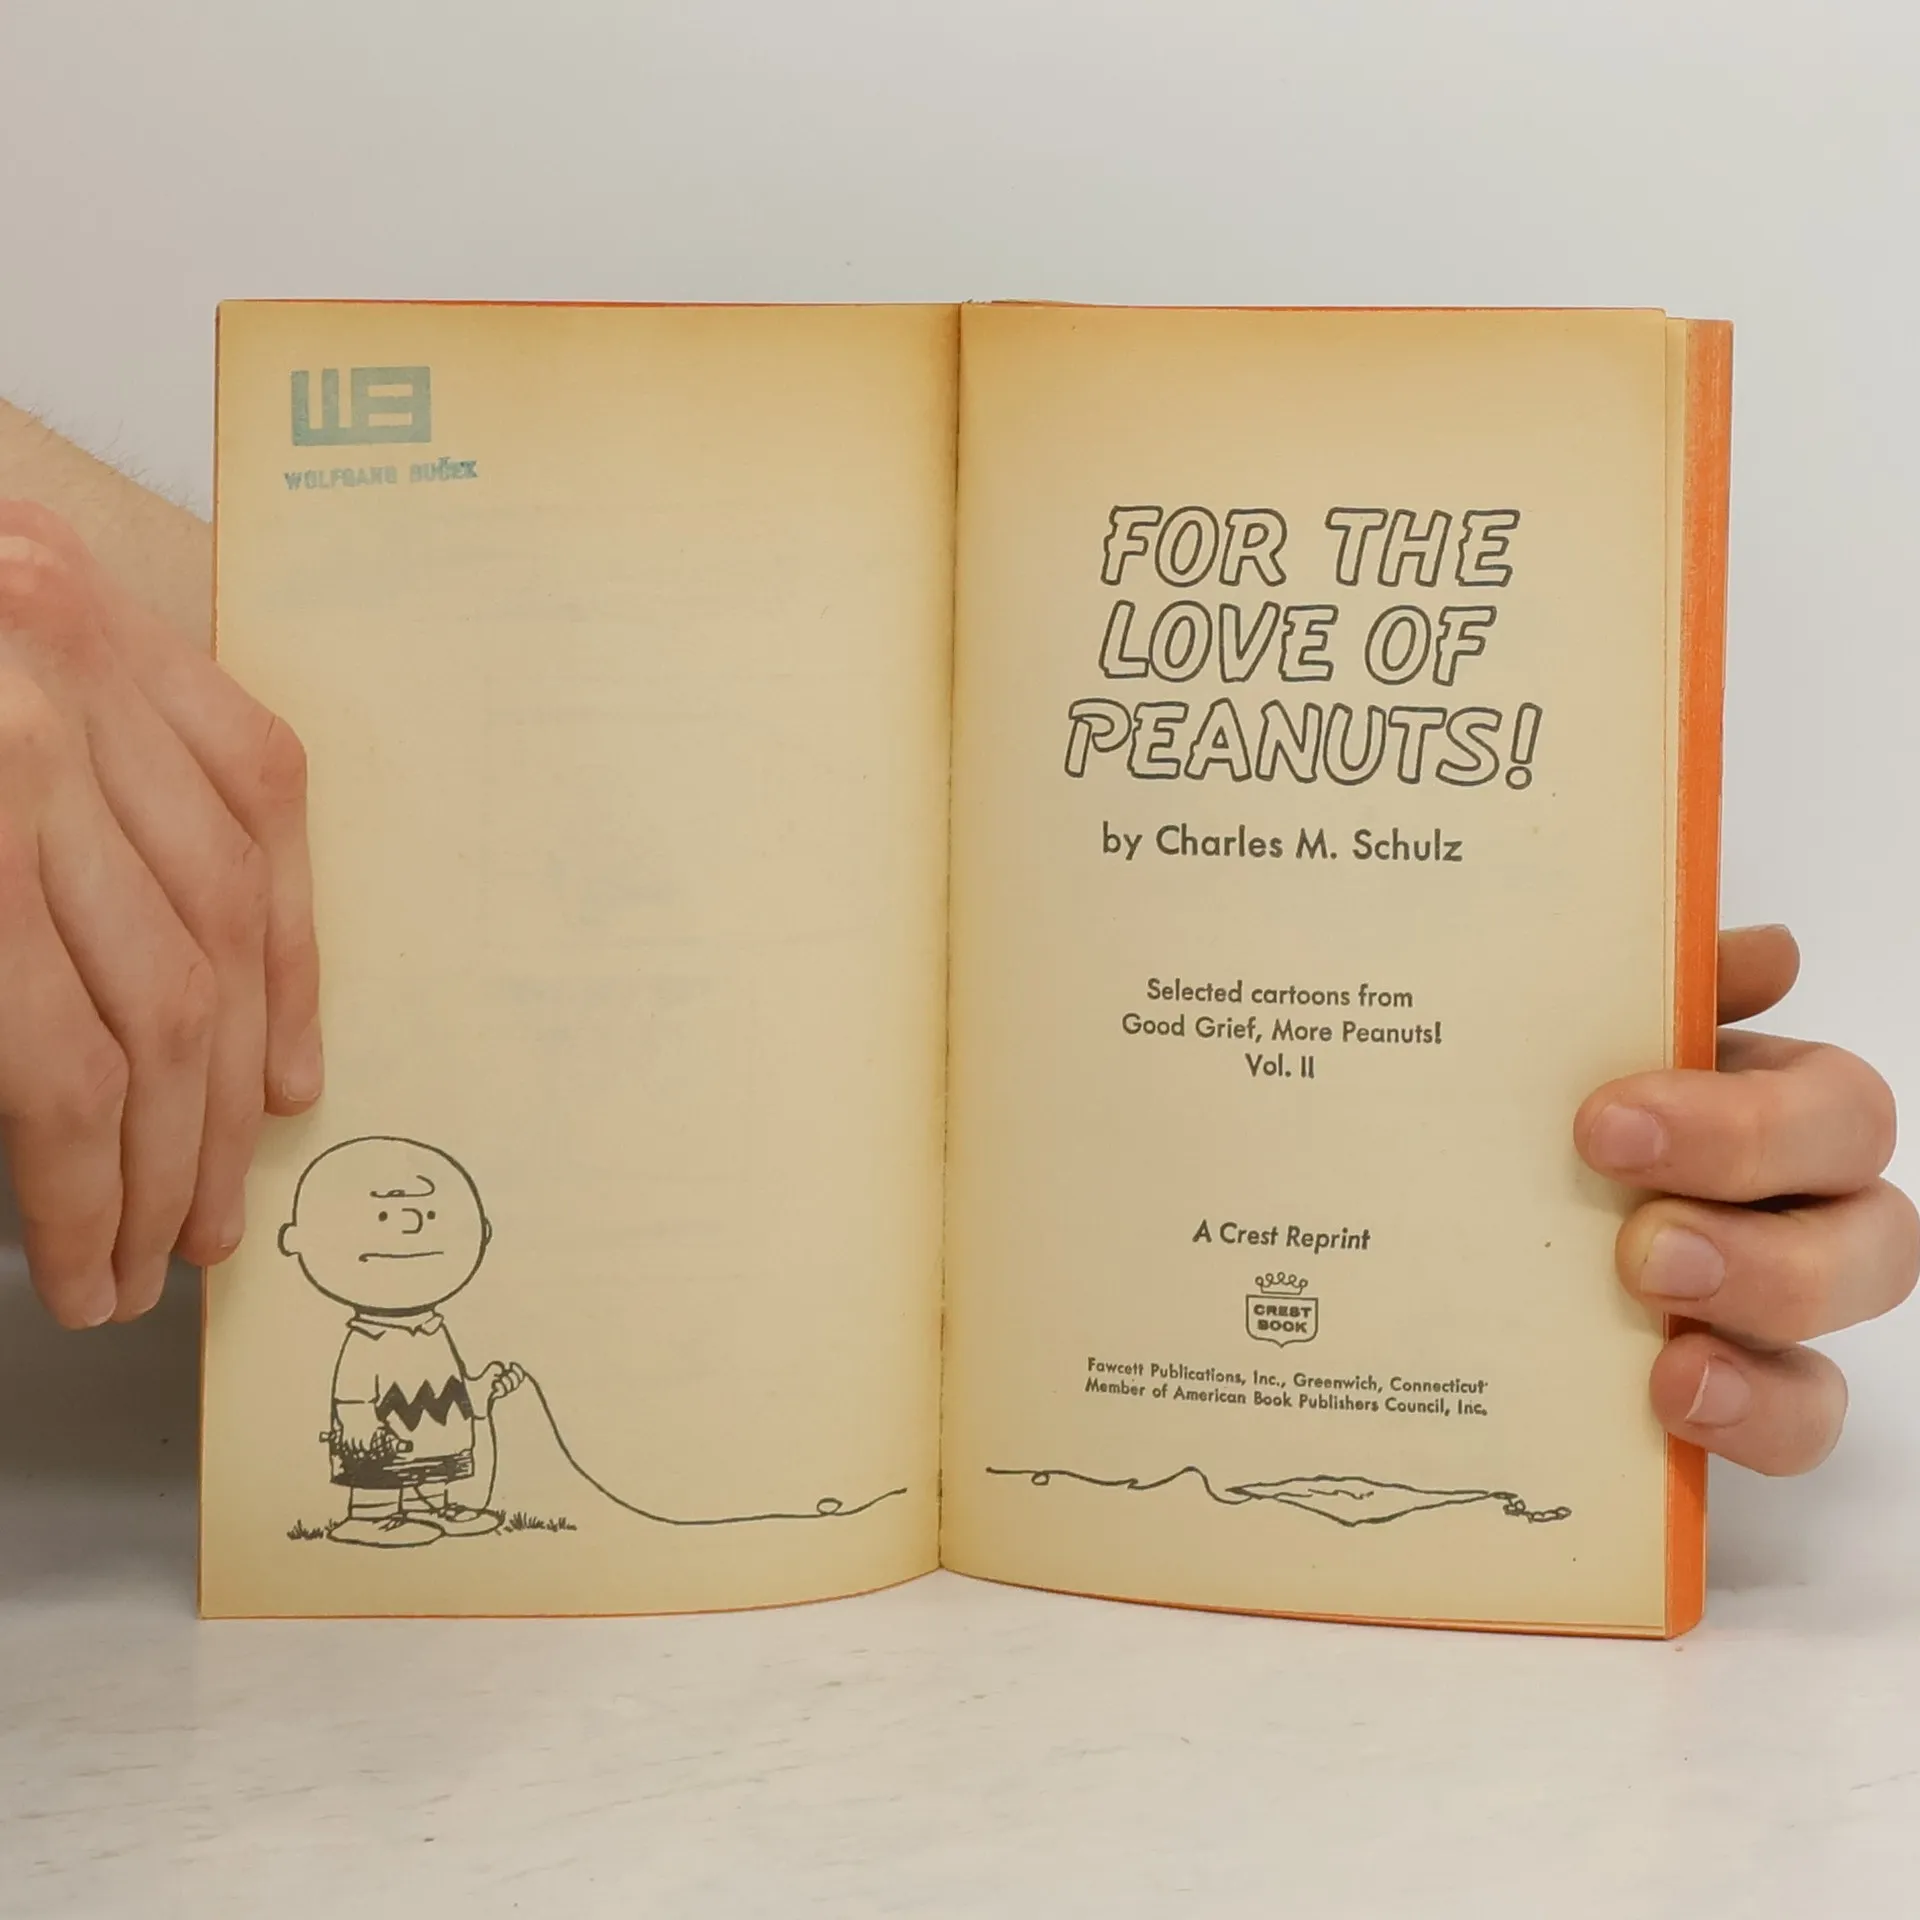 WB
WOLFGANG BUČEK
FOR THE
LOVE OF
PEANUTS!
by Charles M. Schulz
Selected cartoons from
Good Grief, More Peanuts!
Vol. II
A Crest Reprint
CREST
BOOK
Fawcett Publications, Inc., Greenwich, Connecticut
Member of American Book Publishers Council, Inc.